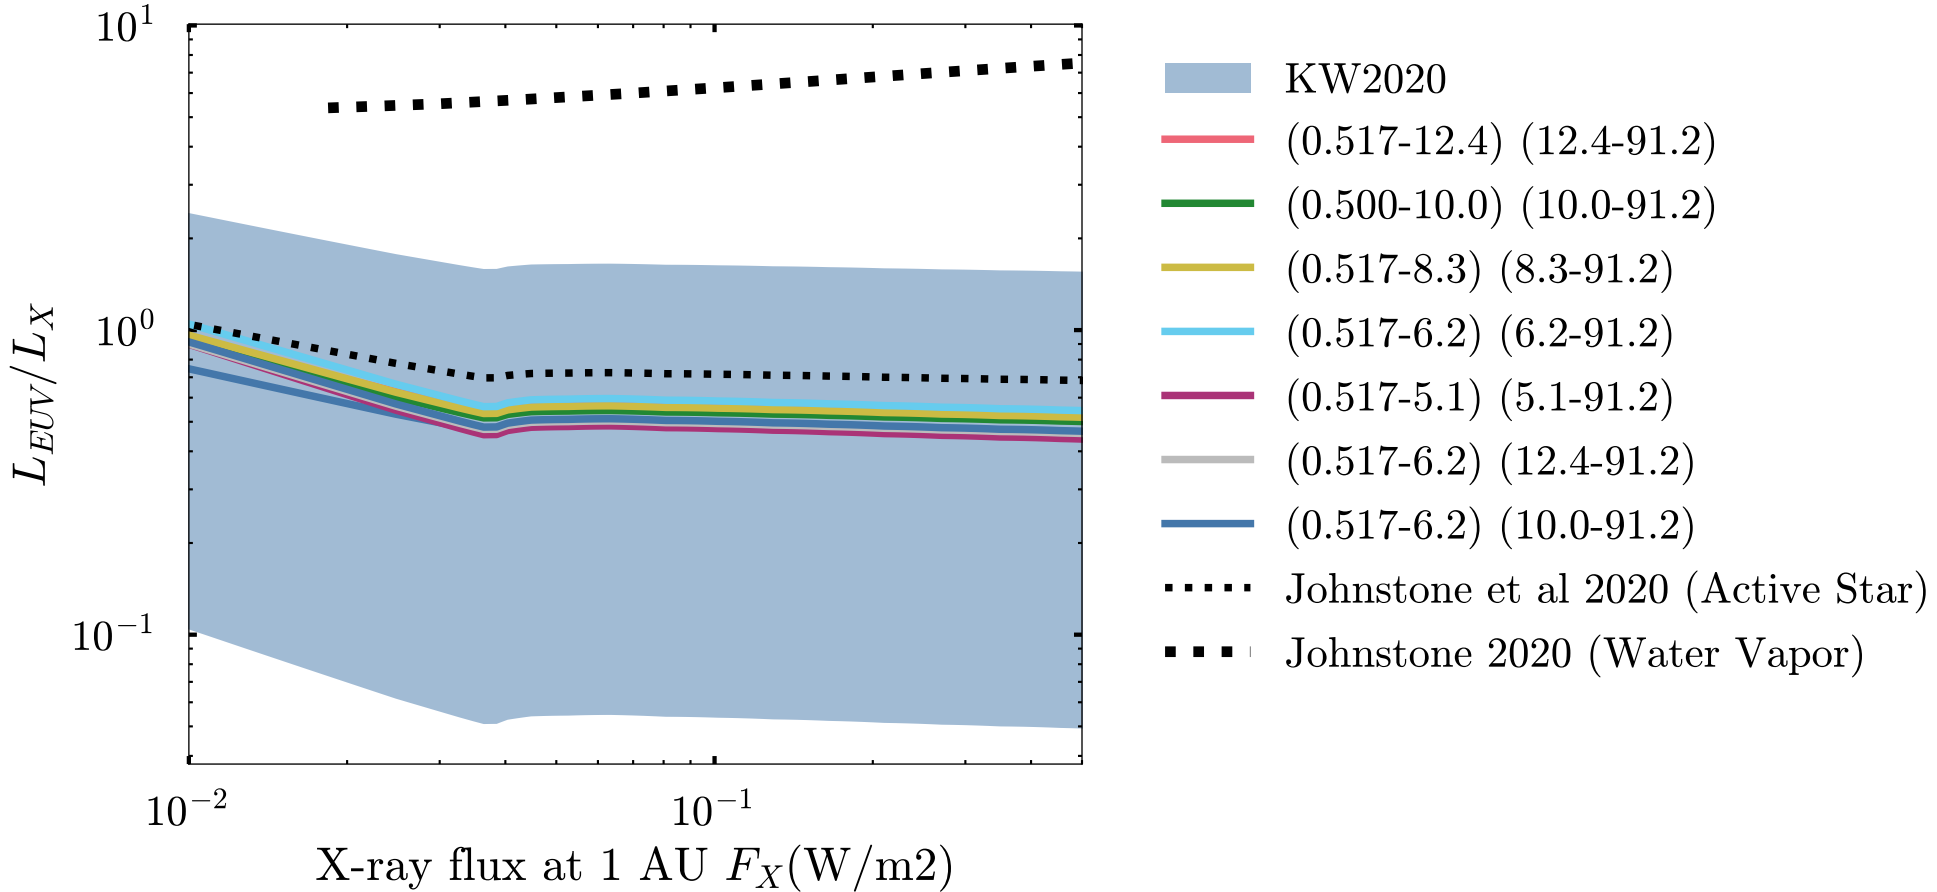 10¹
10⁰
10⁻¹
L_EUV/L_X
10⁻²
10⁻¹
X-ray flux at 1 AU F_X(W/m2)
KW2020
(0.517-12.4) (12.4-91.2)
(0.500-10.0) (10.0-91.2)
(0.517-8.3) (8.3-91.2)
(0.517-6.2) (6.2-91.2)
(0.517-5.1) (5.1-91.2)
(0.517-6.2) (12.4-91.2)
(0.517-6.2) (10.0-91.2)
Johnstone et al 2020 (Active Star)
Johnstone 2020 (Water Vapor)